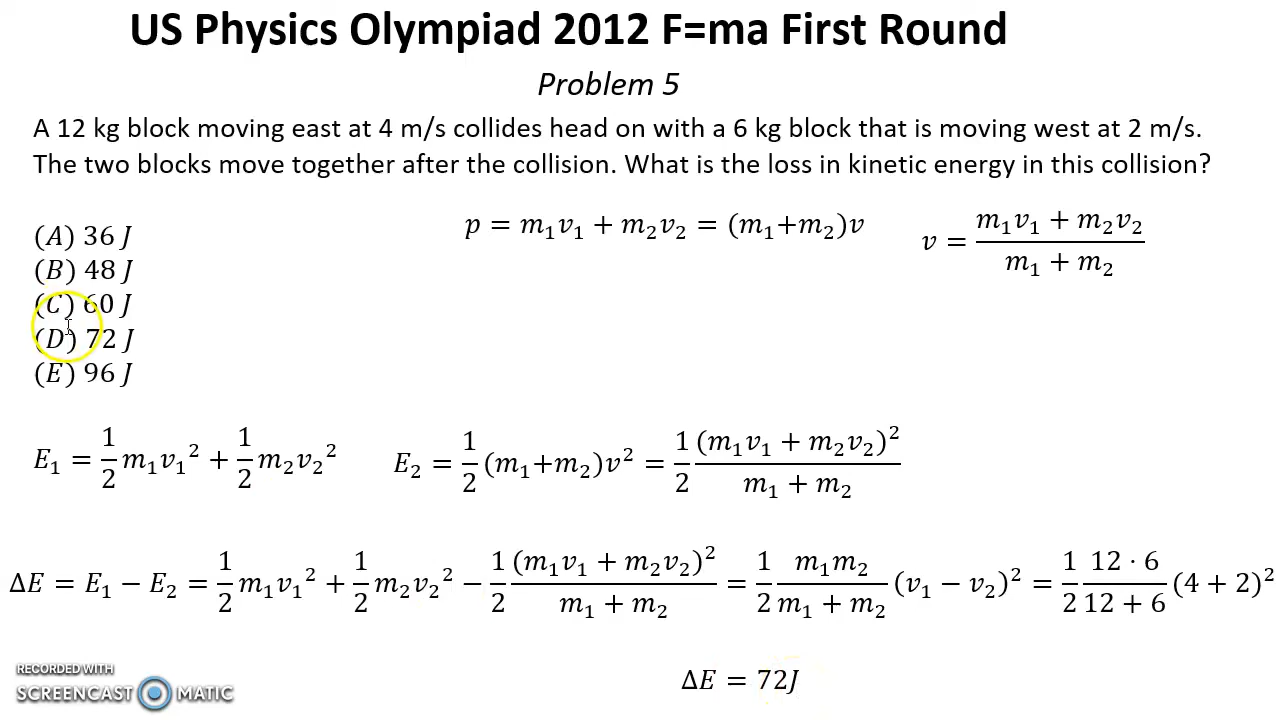 US Physics Olympiad 2012 F=ma First Round
Problem 5
A 12 kg block moving east at 4 m/s collides head on with a 6 kg block that is moving west at 2 m/s.
The two blocks move together after the collision. What is the loss in kinetic energy in this collision?
(A) 36 J
(B) 48 J
(C) 60 J
(D) 72 J
(E) 96 J
p = m₁v₁ + m₂v₂ = (m₁+m₂)v
v = (m₁v₁ + m₂v₂)/(m₁ + m₂)
E₁ = 1/2 m₁v₁² + 1/2 m₂v₂²
E₂ = 1/2 (m₁+m₂)v² = 1/2 (m₁v₁ + m₂v₂)²/(m₁ + m₂)
ΔE = E₁ − E₂ = 1/2 m₁v₁² + 1/2 m₂v₂² − 1/2 (m₁v₁ + m₂v₂)²/(m₁ + m₂) = 1/2 m₁m₂/(m₁ + m₂) (v₁ − v₂)² = 1/2 (12 · 6)/(12 + 6) (4 + 2)²
ΔE = 72J
RECORDED WITH
SCREENCAST MATIC